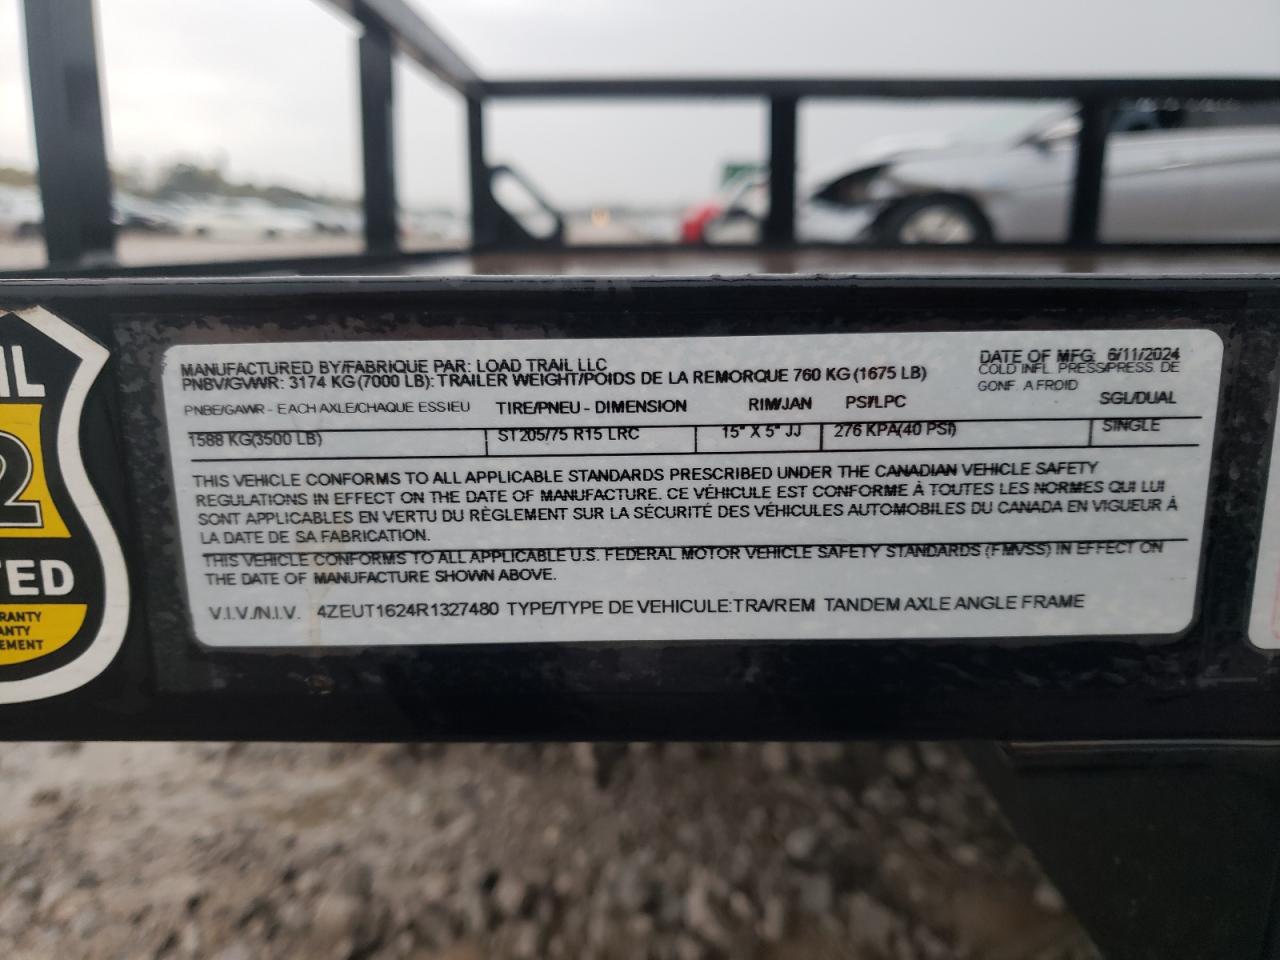 IL
2
TED
RANTY
ANTY
EMENT
MANUFACTURED BY/FABRIQUE PAR: LOAD TRAIL LLC
DATE OF MFG: 6/11/2024
PNBV/GVWR: 3174 KG (7000 LB): TRAILER WEIGHT/POIDS DE LA REMORQUE 760 KG (1675 LB)
COLD INFL. PRESS/PRESS. DE
GONF. A FROID
PNBE/GAWR - EACH AXLE/CHAQUE ESSIEU TIRE/PNEU - DIMENSION RIM/JAN PSI/LPC SGL/DUAL
1588 KG(3500 LB) ST205/75 R15 LRC 15" X 5" JJ 276 KPA(40 PSI) SINGLE
THIS VEHICLE CONFORMS TO ALL APPLICABLE STANDARDS PRESCRIBED UNDER THE CANADIAN VEHICLE SAFETY
REGULATIONS IN EFFECT ON THE DATE OF MANUFACTURE. CE VÉHICULE EST CONFORME À TOUTES LES NORMES QUI LUI
SONT APPLICABLES EN VERTU DU RÈGLEMENT SUR LA SÉCURITÉ DES VÉHICULES AUTOMOBILES DU CANADA EN VIGUEUR À
LA DATE DE SA FABRICATION.
THIS VEHICLE CONFORMS TO ALL APPLICABLE U.S. FEDERAL MOTOR VEHICLE SAFETY STANDARDS (FMVSS) IN EFFECT ON
THE DATE OF MANUFACTURE SHOWN ABOVE.
V.I.V./N.I.V. 4ZEUT1624R1327480 TYPE/TYPE DE VEHICULE:TRA/REM TANDEM AXLE ANGLE FRAME